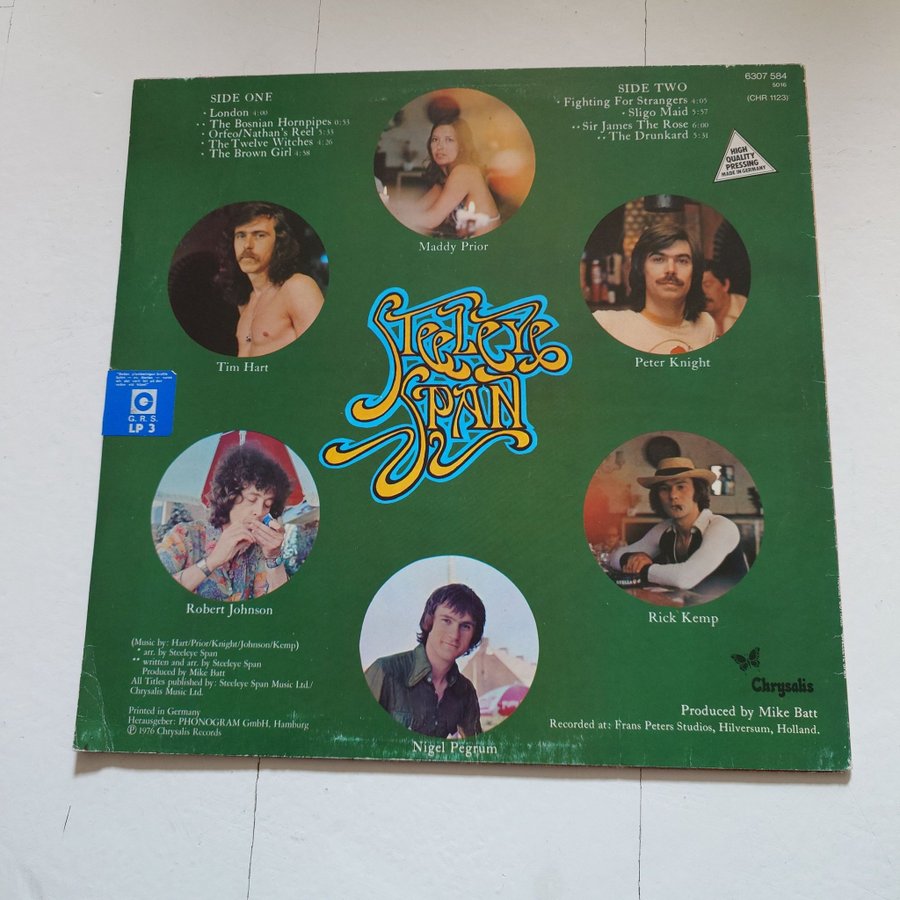 SIDE ONE
* London 4:00
** The Bosnian Hornpipes 0:53
* Orfeo/Nathan's Reel 5:33
* The Twelve Witches 4:26
* The Brown Girl 4:58
SIDE TWO
* Fighting For Strangers 4:05
* Sligo Maid 5:57
** Sir James The Rose 6:00
** The Drunkard 5:31
6307 584
5016
(CHR 1123)
HIGH
QUALITY
PRESSING
MADE IN GERMANY
Maddy Prior
Tim Hart
Peter Knight
STEELEYE
SPAN
G. R. S.
LP 3
Robert Johnson
Rick Kemp
Nigel Pegrum
(Music by: Hart/Prior/Knight/Johnson/Kemp)
* arr. by Steeleye Span
** written and arr. by Steeleye Span
Produced by Mike Batt
All Titles published by: Steeleye Span Music Ltd./
Chrysalis Music Ltd.
Printed in Germany
Herausgeber: PHONOGRAM GmbH, Hamburg
Ⓟ 1976 Chrysalis Records
Chrysalis
Produced by Mike Batt
Recorded at: Frans Peters Studios, Hilversum, Holland.